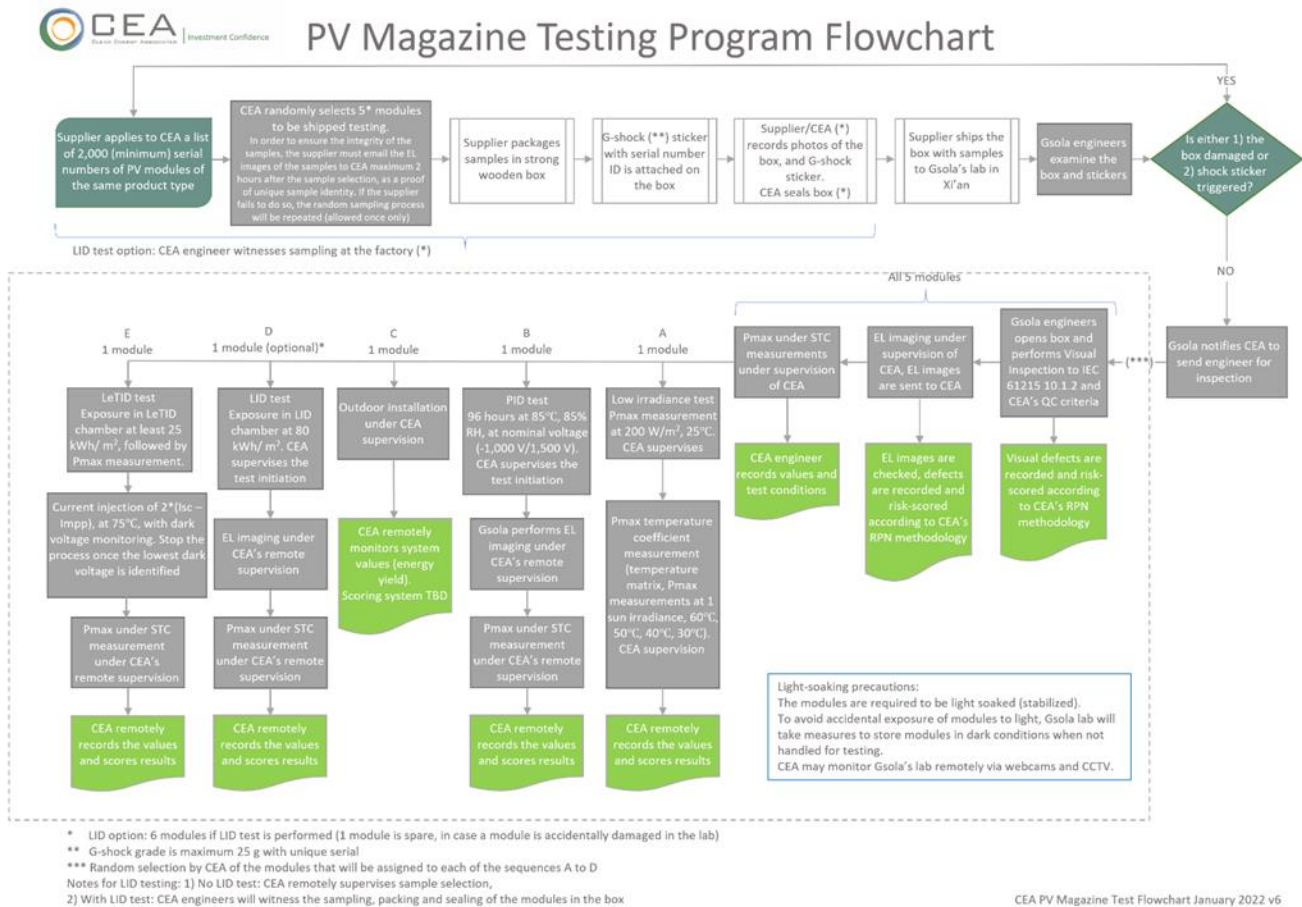 CEA
CLEAN ENERGY ASSOCIATES
Investment Confidence
PV Magazine Testing Program Flowchart
YES
Supplier applies to CEA a list
of 2,000 (minimum) serial
numbers of PV modules of
the same product type
CEA randomly selects 5* modules
to be shipped testing.
In order to ensure the integrity of the
samples, the supplier must email the EL
images of the samples to CEA maximum 2
hours after the sample selection, as a proof
of unique sample identity. If the supplier
fails to do so, the random sampling process
will be repeated (allowed once only)
Supplier packages
samples in strong
wooden box
G-shock (**) sticker
with serial number
ID is attached on
the box
Supplier/CEA (*)
records photos of the
box, and G-shock
sticker.
CEA seals box (*)
Supplier ships the
box with samples
to Gsola's lab in
Xi'an
Gsola engineers
examine the
box and stickers
Is either 1) the
box damaged or
2) shock sticker
triggered?
LID test option: CEA engineer witnesses sampling at the factory (*)
NO
All 5 modules
Gsola notifies CEA to
send engineer for
inspection
(***)
Gsola engineers
opens box and
performs Visual
Inspection to IEC
61215 10.1.2 and
CEA's QC criteria
EL imaging under
supervision of
CEA, EL images
are sent to CEA
Pmax under STC
measurements
under supervision
of CEA
Visual defects are
recorded and risk-
scored according
to CEA's RPN
methodology
EL images are
checked, defects
are recorded and
risk-scored
according to CEA's
RPN methodology
CEA engineer
records values and
test conditions
E
1 module
LeTID test
Exposure in LeTID
chamber at least 25
kWh/ m², followed by
Pmax measurement.
Current injection of 2*(Isc –
Impp), at 75℃, with dark
voltage monitoring. Stop the
process once the lowest dark
voltage is identified
Pmax under STC
measurement
under CEA's
remote supervision
CEA remotely
records the values
and scores results
D
1 module (optional)*
LID test
Exposure in LID
chamber at 80
kWh/ m². CEA
supervises the
test initiation
EL imaging under
CEA's remote
supervision
Pmax under STC
measurement
under CEA's remote
supervision
CEA remotely
records the values
and scores results
C
1 module
Outdoor installation
under CEA
supervision
CEA remotely
monitors system
values (energy
yield).
Scoring system TBD
B
1 module
PID test
96 hours at 85℃, 85%
RH, at nominal voltage
(-1,000 V/1,500 V).
CEA supervises the
test initiation
Gsola performs EL
imaging under
CEA's remote
supervision
Pmax under STC
measurement
under CEA's remote
supervision
CEA remotely
records the values
and scores results
A
1 module
Low irradiance test
Pmax measurement
at 200 W/m², 25℃.
CEA supervises
Pmax temperature
coefficient
measurement
(temperature
matrix, Pmax
measurements at 1
sun irradiance, 60℃,
50℃, 40℃, 30℃).
CEA supervision
CEA remotely
records the values
and scores results
Light-soaking precautions:
The modules are required to be light soaked (stabilized).
To avoid accidental exposure of modules to light, Gsola lab will
take measures to store modules in dark conditions when not
handled for testing.
CEA may monitor Gsola's lab remotely via webcams and CCTV.
* LID option: 6 modules if LID test is performed (1 module is spare, in case a module is accidentally damaged in the lab)
** G-shock grade is maximum 25 g with unique serial
*** Random selection by CEA of the modules that will be assigned to each of the sequences A to D
Notes for LID testing: 1) No LID test: CEA remotely supervises sample selection,
2) With LID test: CEA engineers will witness the sampling, packing and sealing of the modules in the box
CEA PV Magazine Test Flowchart January 2022 v6